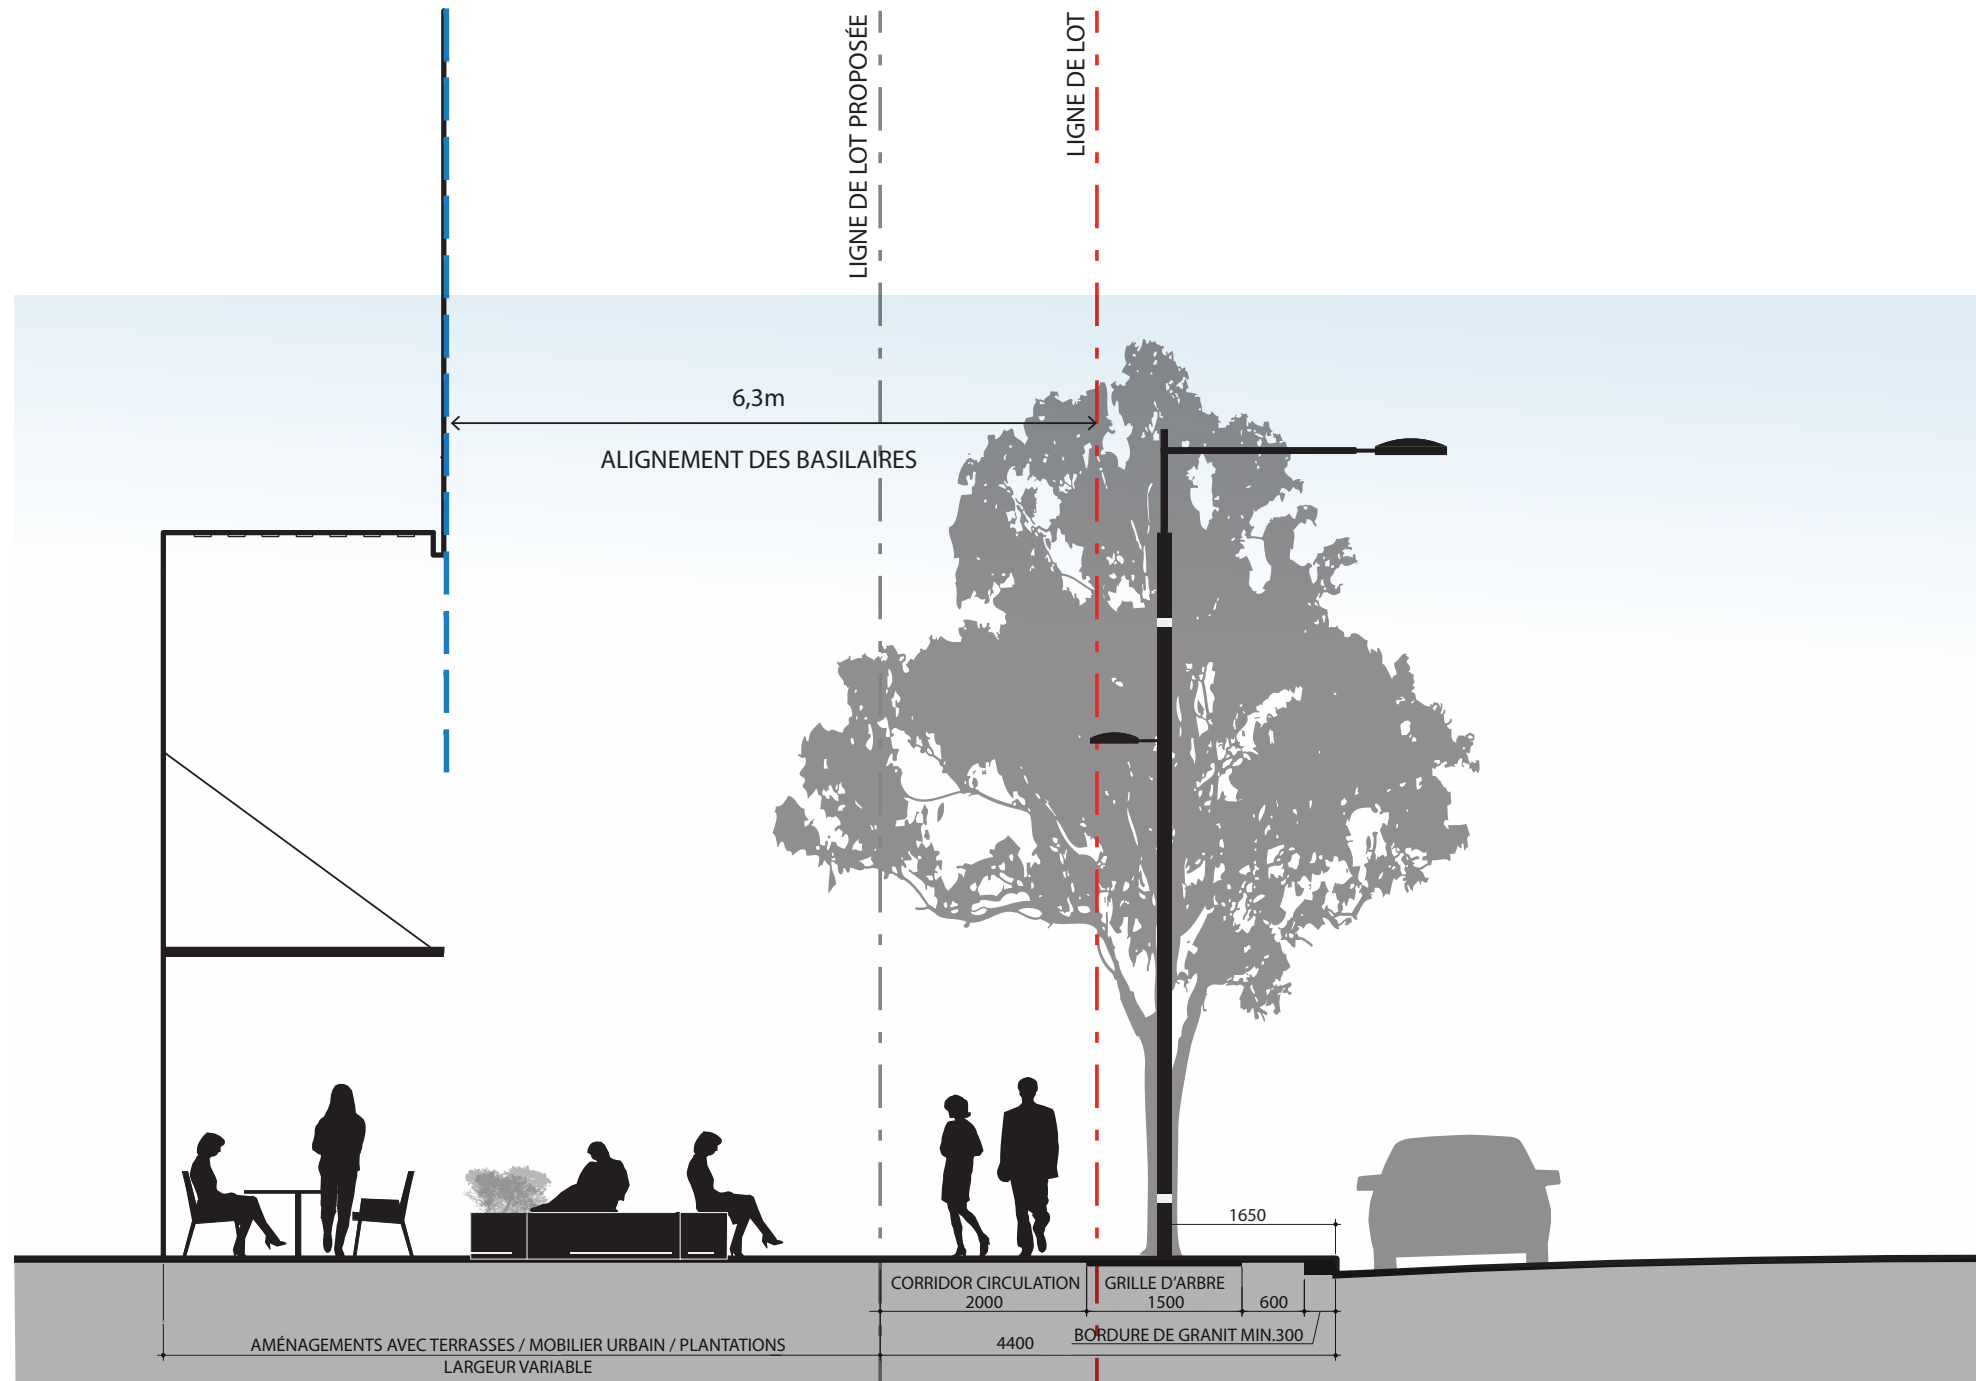 LIGNE DE LOT PROPOSÉE
LIGNE DE LOT
6,3m
ALIGNEMENT DES BASILAIRES
1650
CORRIDOR CIRCULATION
2000
GRILLE D'ARBRE
1500
600
BORDURE DE GRANIT MIN.300
AMÉNAGEMENTS AVEC TERRASSES / MOBILIER URBAIN / PLANTATIONS
LARGEUR VARIABLE
4400